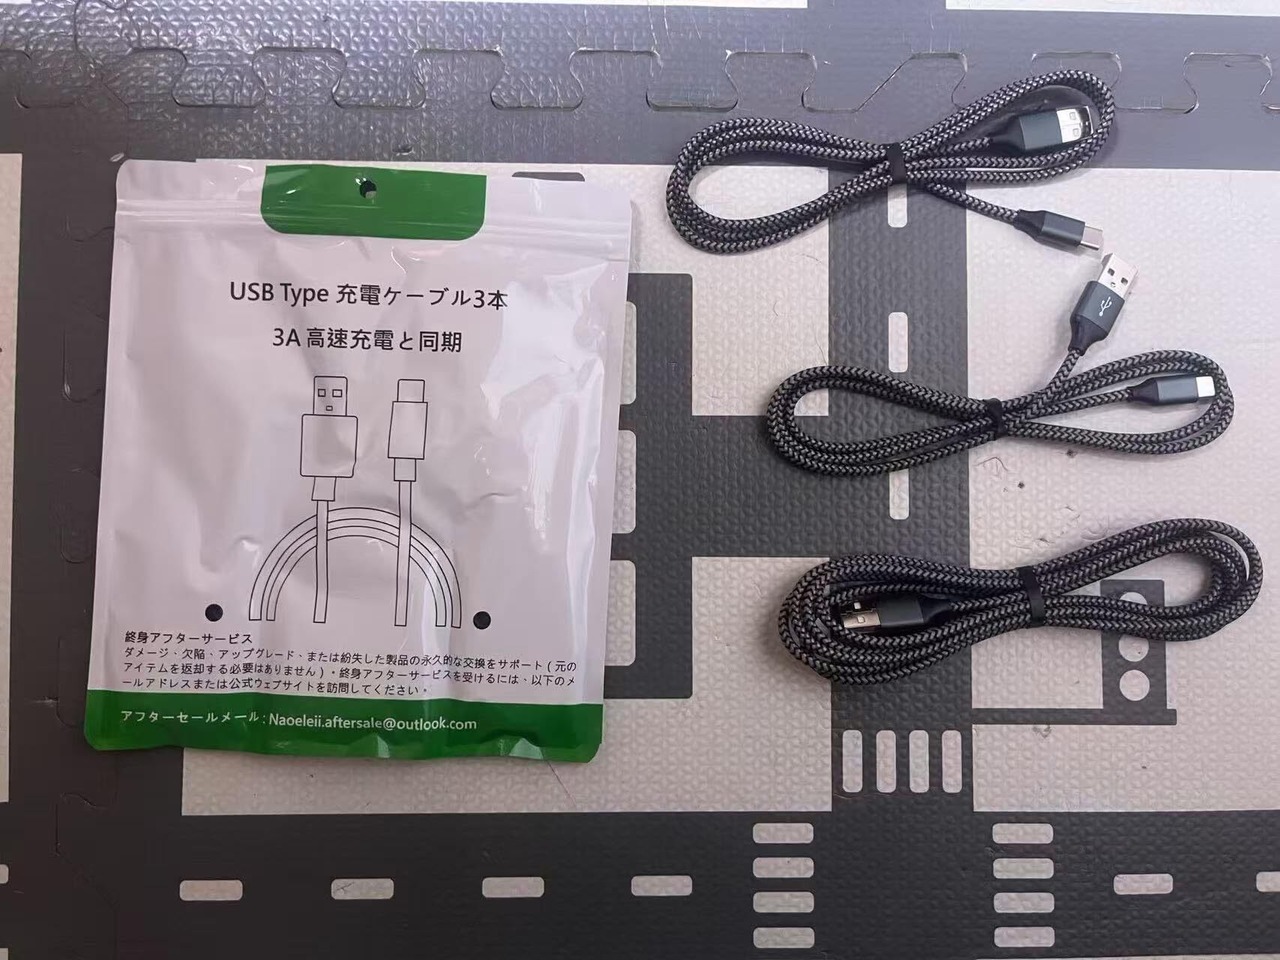 USB Type 充電ケーブル3本
3A 高速充電と同期
終身アフターサービス
ダメージ、欠陥、アップグレード、または紛失した製品の永久的な交換をサポート（元の
アイテムを返却する必要はありません）。終身アフターサービスを受けるには、以下のメ
ールアドレスまたは公式ウェブサイトを訪問してください。
アフターセールメール：Naoeleii.aftersale@outlook.com